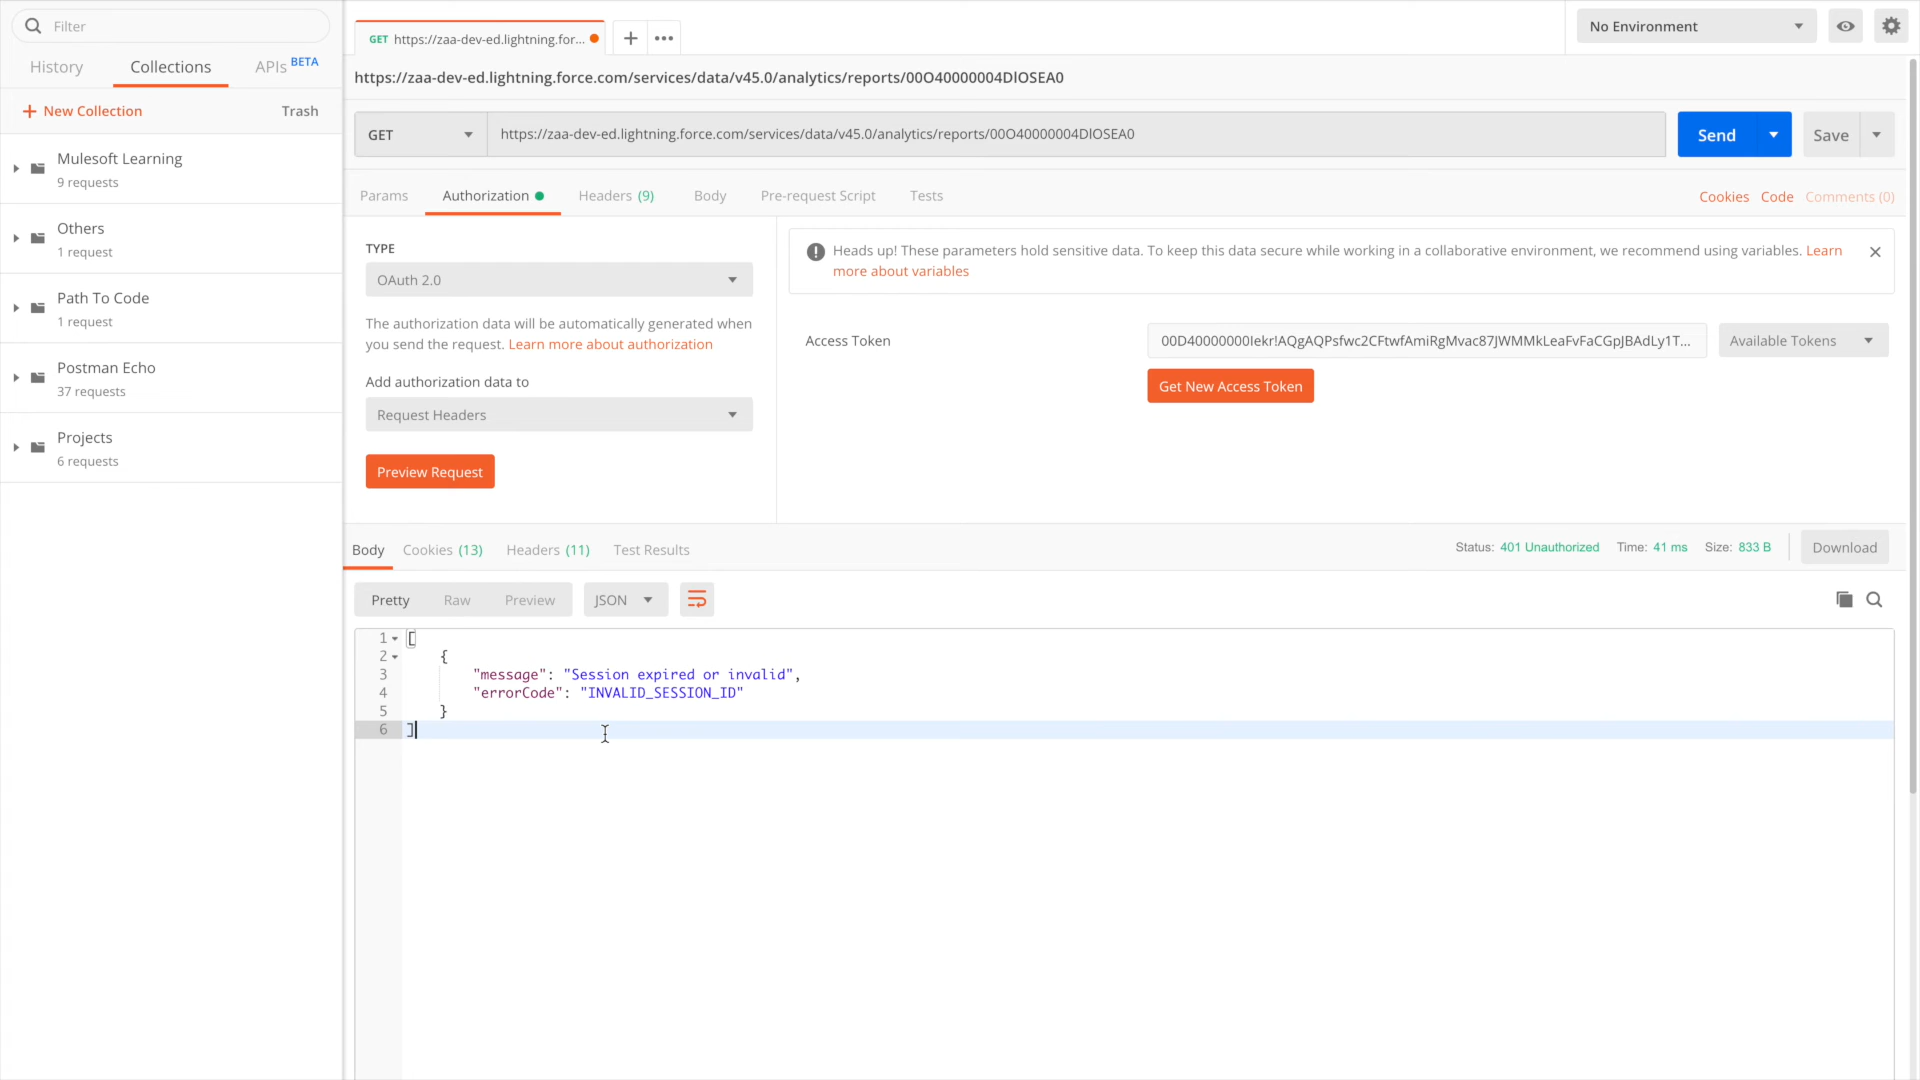 Filter
History
Collections
APIs BETA
+ New Collection
Trash
Mulesoft Learning
9 requests
Others
1 request
Path To Code
1 request
Postman Echo
37 requests
Projects
6 requests
GET https://zaa-dev-ed.lightning.for...
No Environment
https://zaa-dev-ed.lightning.force.com/services/data/v45.0/analytics/reports/00O40000004DlOSEA0
GET
https://zaa-dev-ed.lightning.force.com/services/data/v45.0/analytics/reports/00O40000004DlOSEA0
Send
Save
Params
Authorization
Headers (9)
Body
Pre-request Script
Tests
Cookies
Code
Comments (0)
TYPE
OAuth 2.0
The authorization data will be automatically generated when
you send the request. Learn more about authorization
Add authorization data to
Request Headers
Preview Request
Heads up! These parameters hold sensitive data. To keep this data secure while working in a collaborative environment, we recommend using variables. Learn
more about variables
Access Token
00D40000000Iekr!AQgAQPsfwc2CFtwfAmiRgMvac87JWMMkLeaFvFaCGpJBAdLy1T...
Available Tokens
Get New Access Token
Body
Cookies (13)
Headers (11)
Test Results
Status: 401 Unauthorized
Time: 41 ms
Size: 833 B
Download
Pretty
Raw
Preview
JSON
1 [
2 {
3 "message": "Session expired or invalid",
4 "errorCode": "INVALID_SESSION_ID"
5 }
6 ]